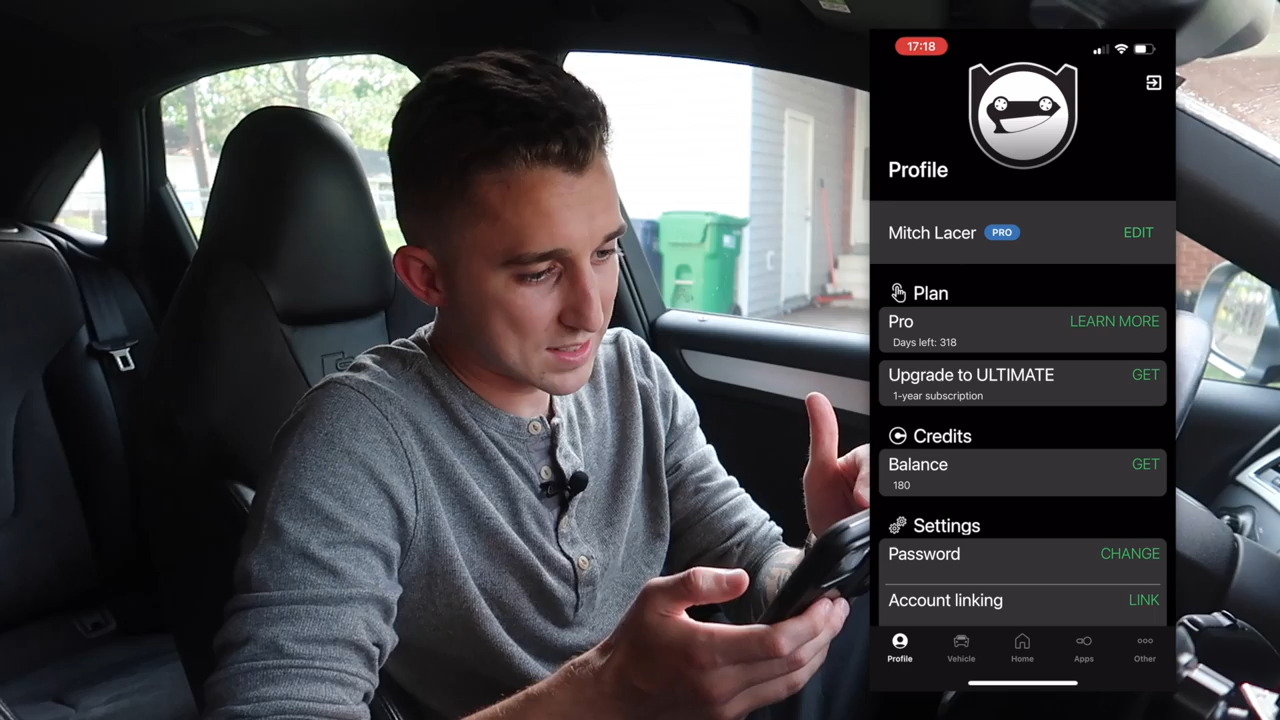 17:18
Profile
Mitch Lacer PRO EDIT
Plan
Pro LEARN MORE
Days left: 318
Upgrade to ULTIMATE GET
1-year subscription
Credits
Balance GET
180
Settings
Password CHANGE
Account linking LINK
Profile Vehicle Home Apps Other